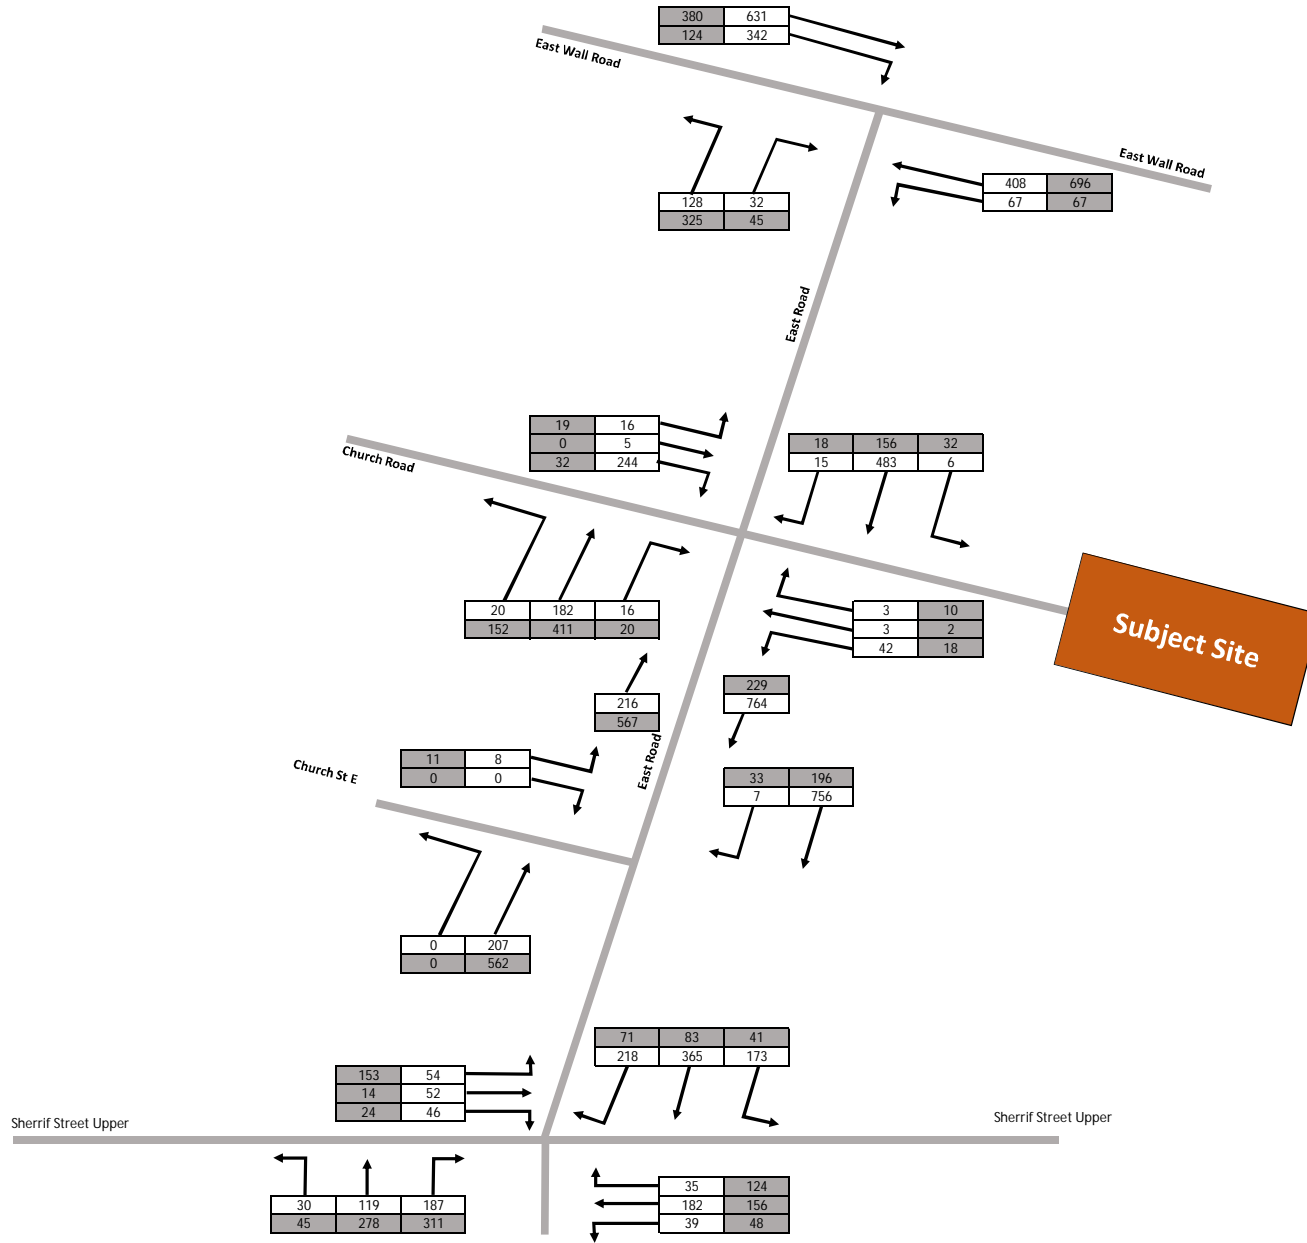 380 631
124 342
East Wall Road
East Wall Road
408 696
67 67
128 32
325 45
East Road
19 16
0 5
32 244
Church Road
18 156 32
15 483 6
20 182 16
152 411 20
3 10
3 2
42 18
Subject Site
229
764
216
567
East Road
11 8
0 0
Church St E
33 196
7 756
0 207
0 562
71 83 41
218 365 173
153 54
14 52
24 46
Sherrif Street Upper
Sherrif Street Upper
30 119 187
45 278 311
35 124
182 156
39 48